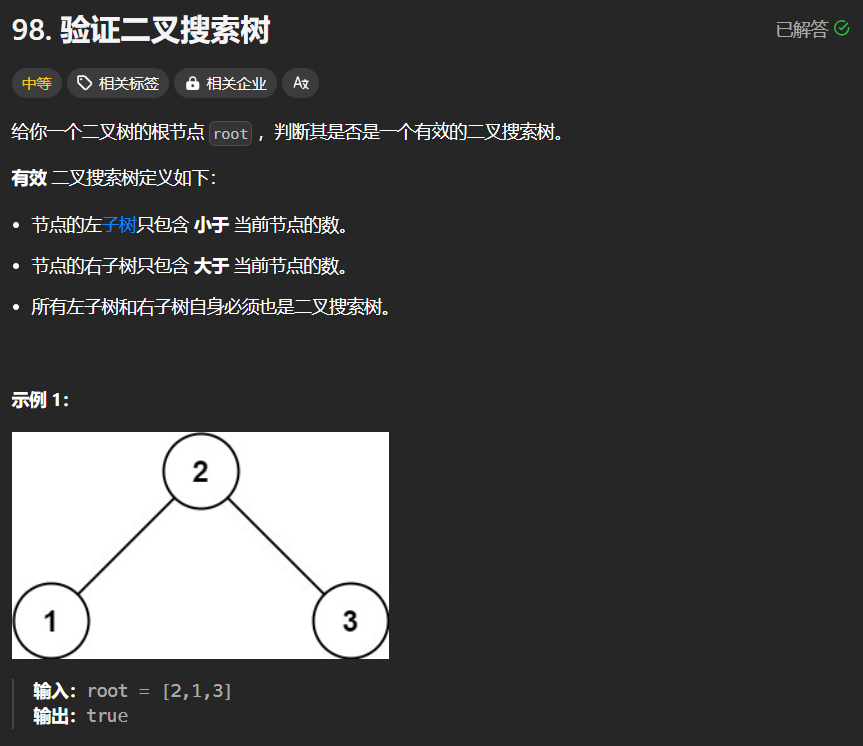 98. 验证二叉搜索树
已解答
中等 相关标签 相关企业 Az
给你一个二叉树的根节点 root ，判断其是否是一个有效的二叉搜索树。
有效 二叉搜索树定义如下：
• 节点的左子树只包含 小于 当前节点的数。
• 节点的右子树只包含 大于 当前节点的数。
• 所有左子树和右子树自身必须也是二叉搜索树。
示例 1：
2
1 3
输入：root = [2,1,3]
输出：true